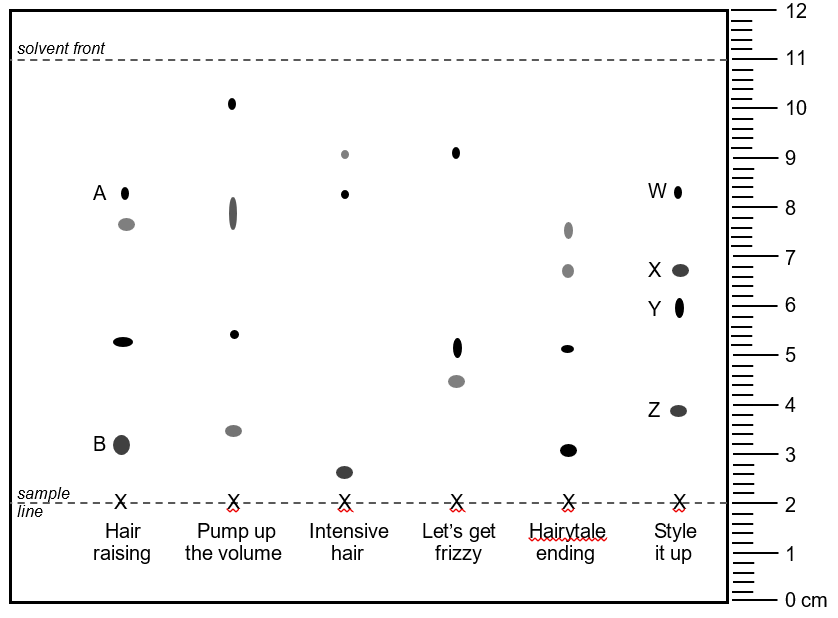 12
solvent front
11
10
9
A
W
8
7
X
Y
6
5
Z
4
B
3
sample
line
X X X X X X
2
Hair
raising
Pump up
the volume
Intensive
hair
Let's get
frizzy
Hairytale
ending
Style
it up
1
0 cm